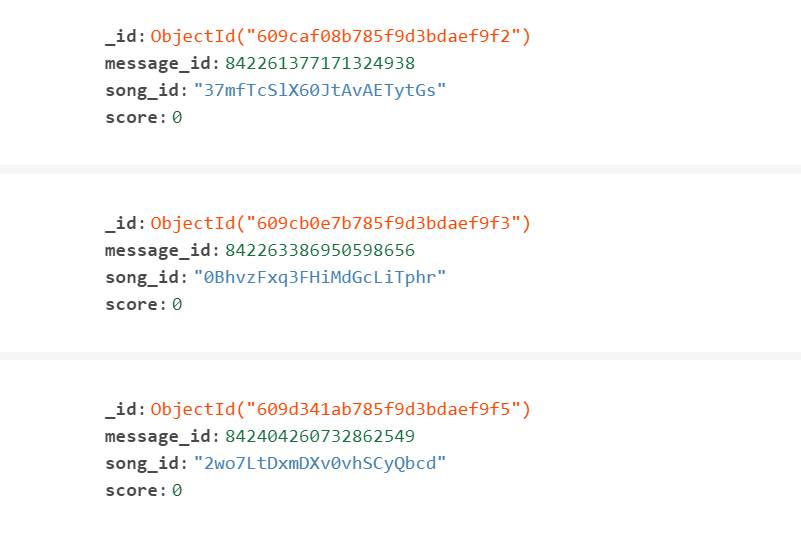 _id: ObjectId("609caf08b785f9d3bdaef9f2")
message_id: 842261377171324938
song_id: "37mfTcSlX60JtAvAETytGs"
score: 0
_id: ObjectId("609cb0e7b785f9d3bdaef9f3")
message_id: 842263386950598656
song_id: "0BhvzFxq3FHiMdGcLiTphr"
score: 0
_id: ObjectId("609d341ab785f9d3bdaef9f5")
message_id: 842404260732862549
song_id: "2wo7LtDxmDXv0vhSCyQbcd"
score: 0